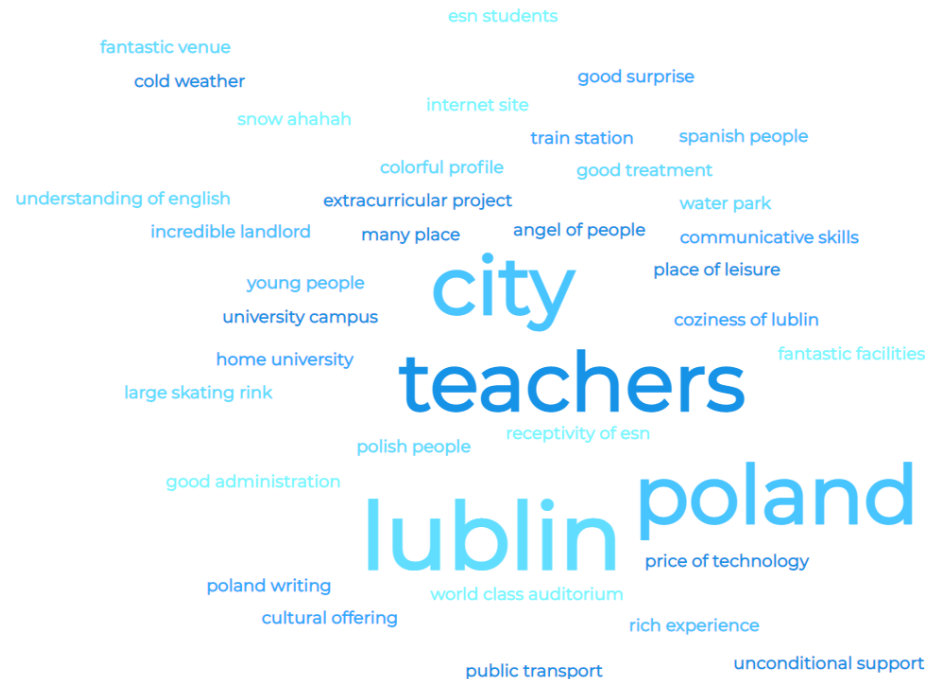 esn students
fantastic venue
cold weather
good surprise
internet site
snow ahahah
train station
spanish people
colorful profile
good treatment
understanding of english
extracurricular project
water park
incredible landlord
many place
angel of people
communicative skills
city
place of leisure
young people
university campus
coziness of lublin
home university
fantastic facilities
teachers
large skating rink
receptivity of esn
polish people
good administration
poland
lublin
price of technology
poland writing
world class auditorium
cultural offering
rich experience
public transport
unconditional support